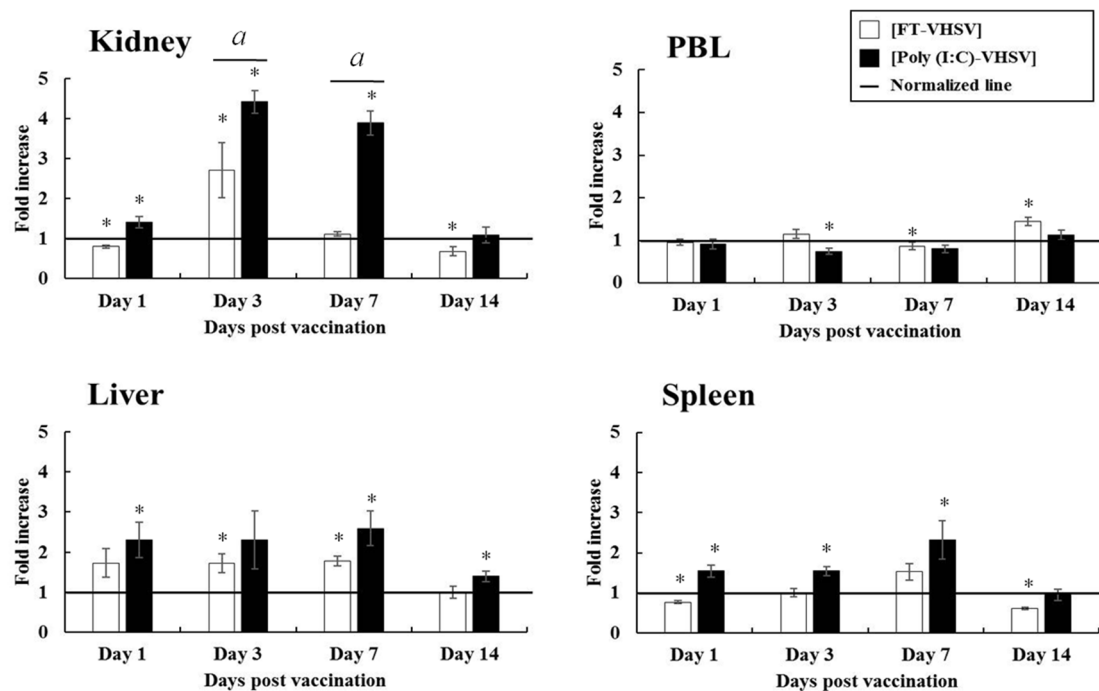 Kidney
a
a
* * * * * *
5
4
3
2
1
0
Fold increase
Day 1 Day 3 Day 7 Day 14
Days post vaccination
PBL
[FT-VHSV]
[Poly (I:C)-VHSV]
Normalized line
* * *
5
4
3
2
1
0
Fold increase
Day 1 Day 3 Day 7 Day 14
Days post vaccination
Liver
* * * * *
5
4
3
2
1
0
Fold increase
Day 1 Day 3 Day 7 Day 14
Days post vaccination
Spleen
* * * * *
5
4
3
2
1
0
Fold increase
Day 1 Day 3 Day 7 Day 14
Days post vaccination